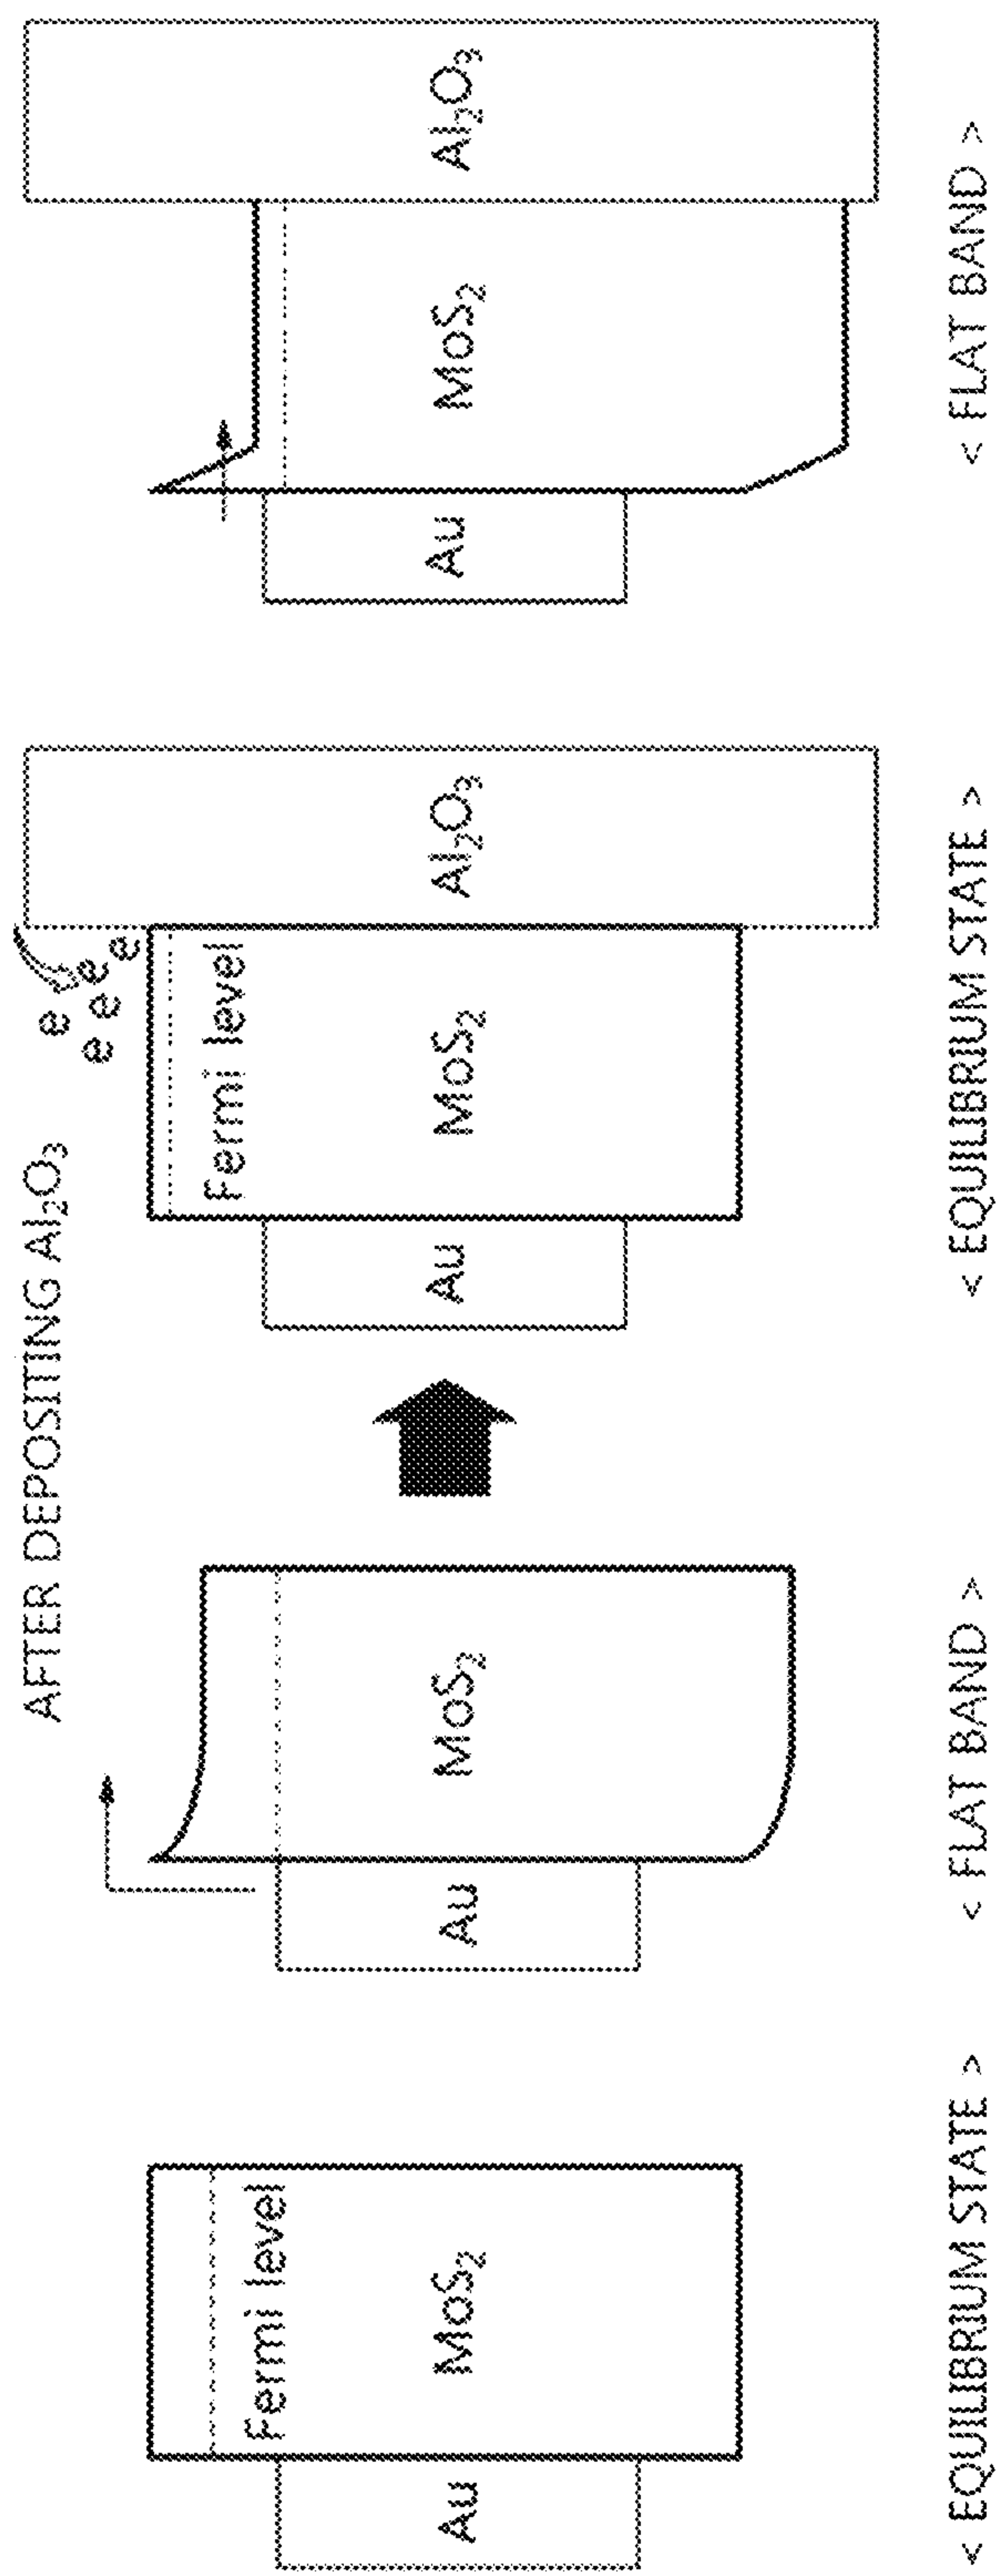 AFTER DEPOSITING Al₂O₃
Au
Fermi level
MoS₂
< EQUILIBRIUM STATE >
Au
MoS₂
< FLAT BAND >
e
e
e
e
e
Au
Fermi level
MoS₂
Al₂O₃
< EQUILIBRIUM STATE >
Au
MoS₂
Al₂O₃
< FLAT BAND >